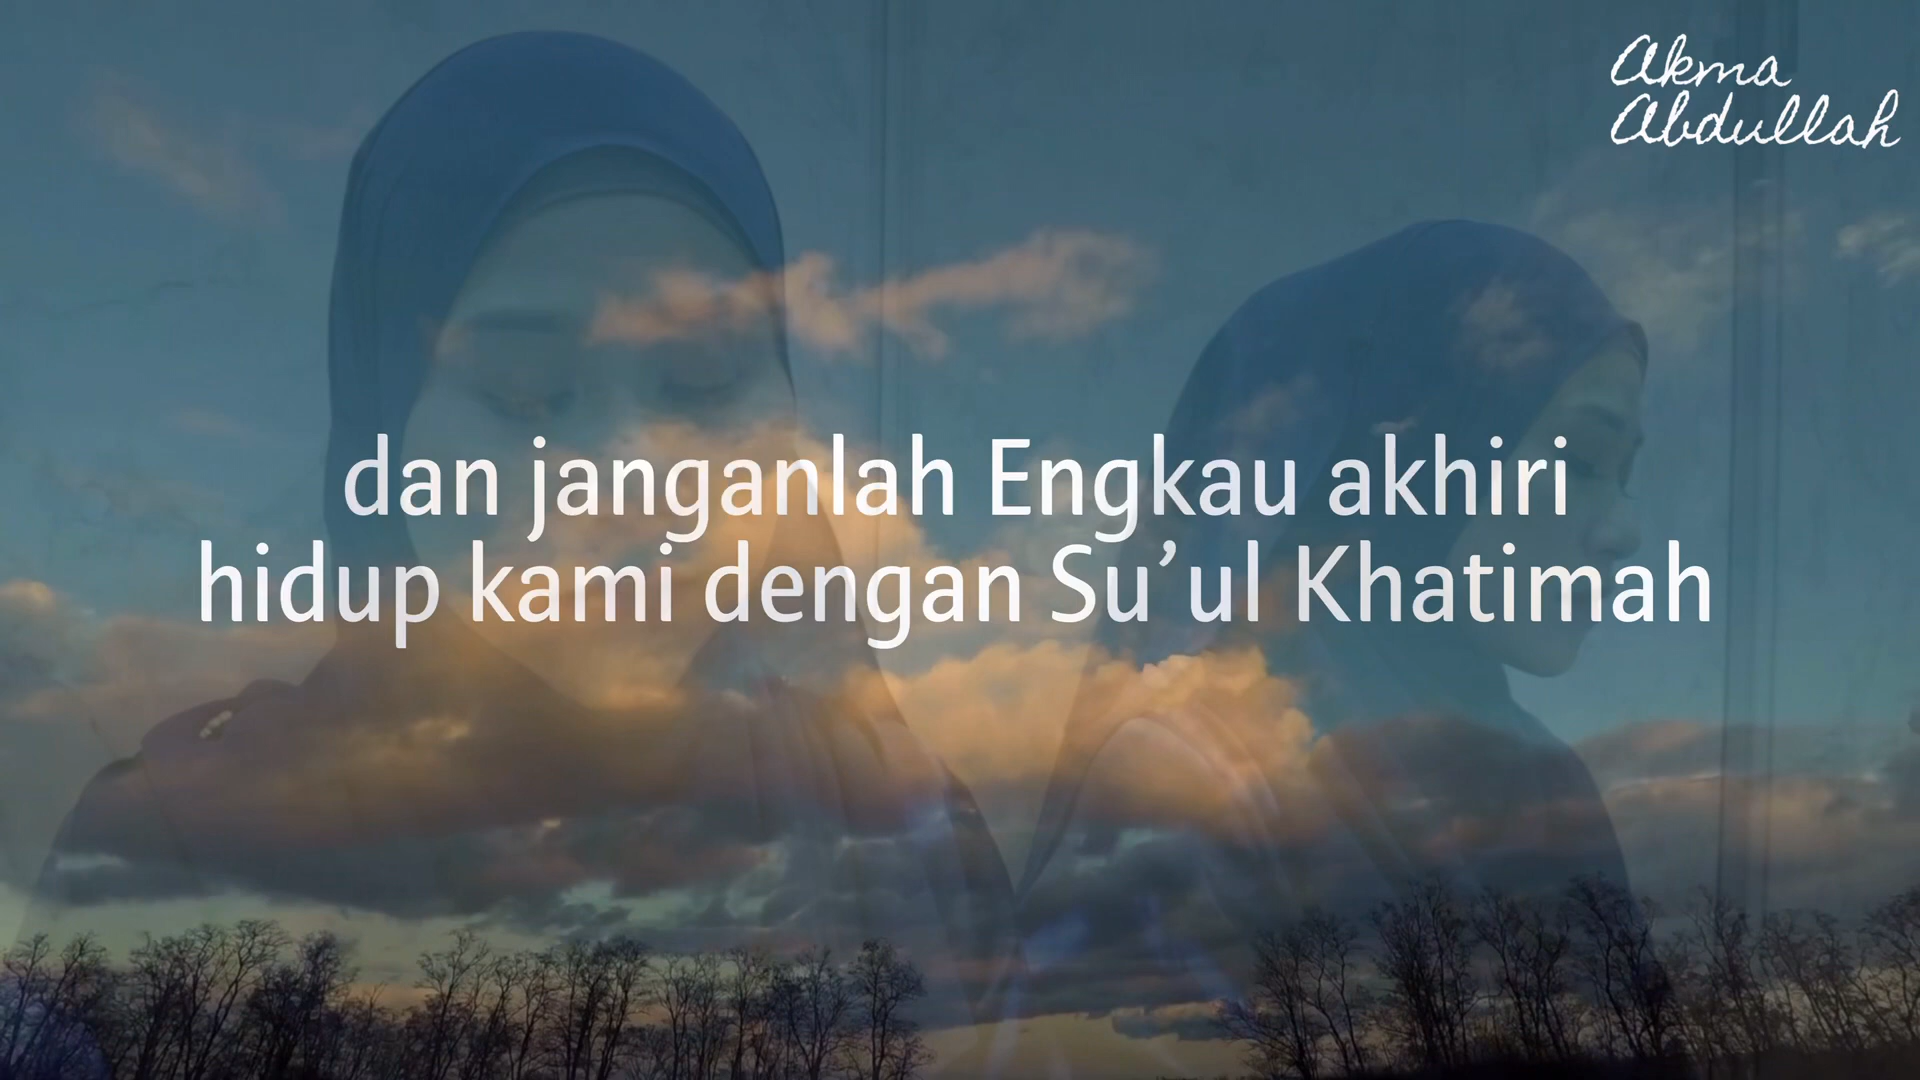 Akma
Abdullah
dan janganlah Engkau akhiri
hidup kami dengan Su’ul Khatimah